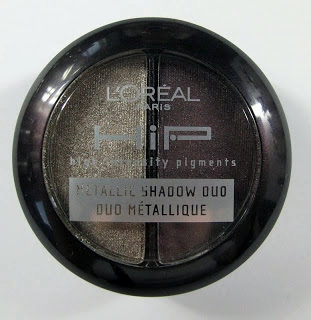 L'ORÉAL
PARIS
HiP
high intensity pigments
METALLIC SHADOW DUO
DUO MÉTALLIQUE